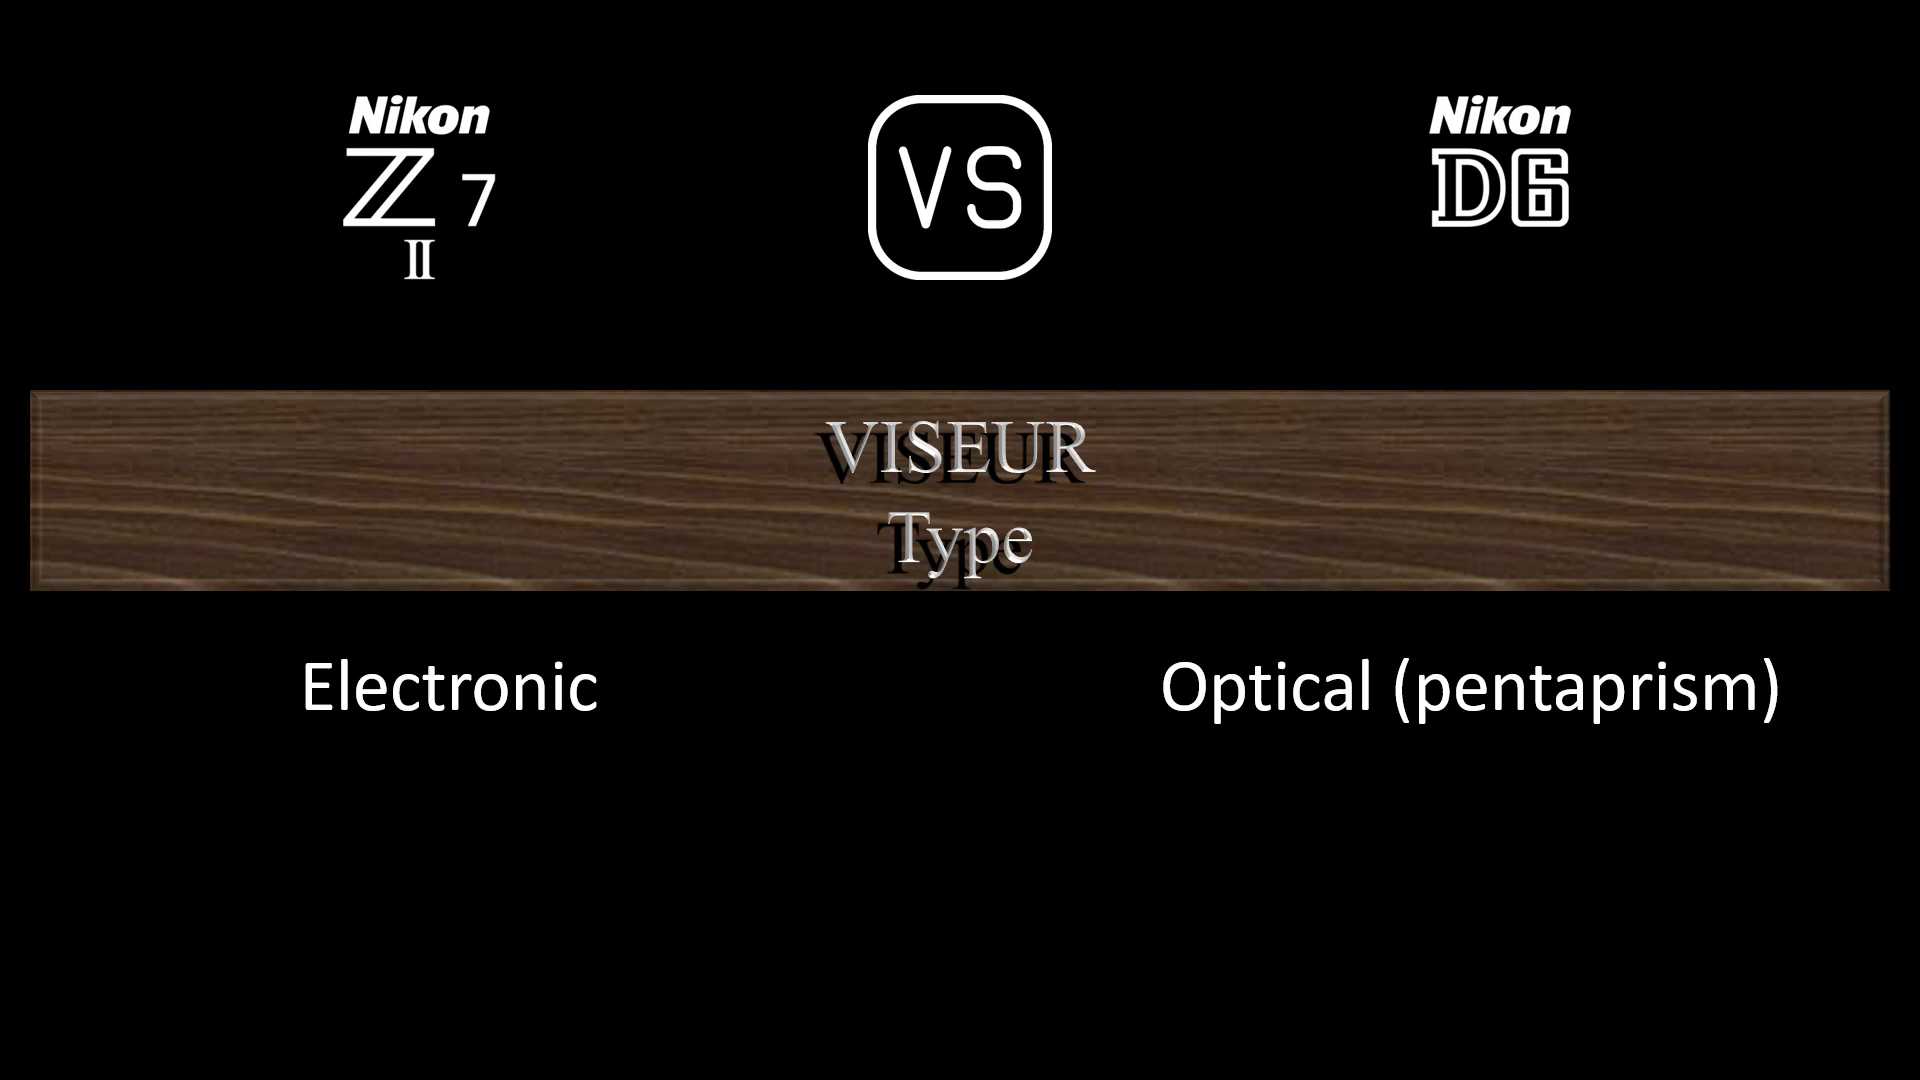 Nikon
Z 7
II
VS
Nikon
D6
VISEUR
Type
Electronic
Optical (pentaprism)